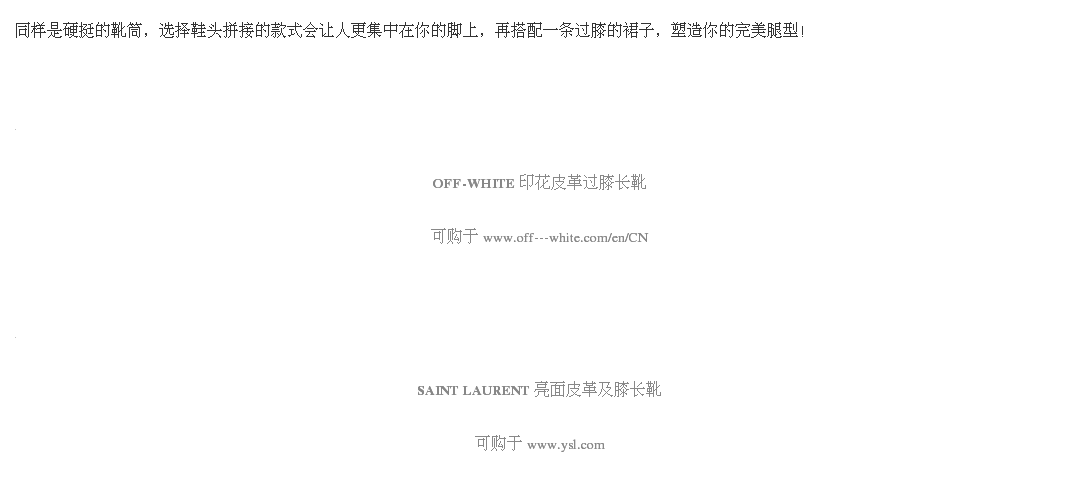 同样是硬挺的靴筒，选择鞋头拼接的款式会让人更集中在你的脚上，再搭配一条过膝的裙子，塑造你的完美腿型!
OFF-WHITE 印花皮革过膝长靴
可购于 www.off---white.com/en/CN
SAINT LAURENT 亮面皮革及膝长靴
可购于 www.ysl.com